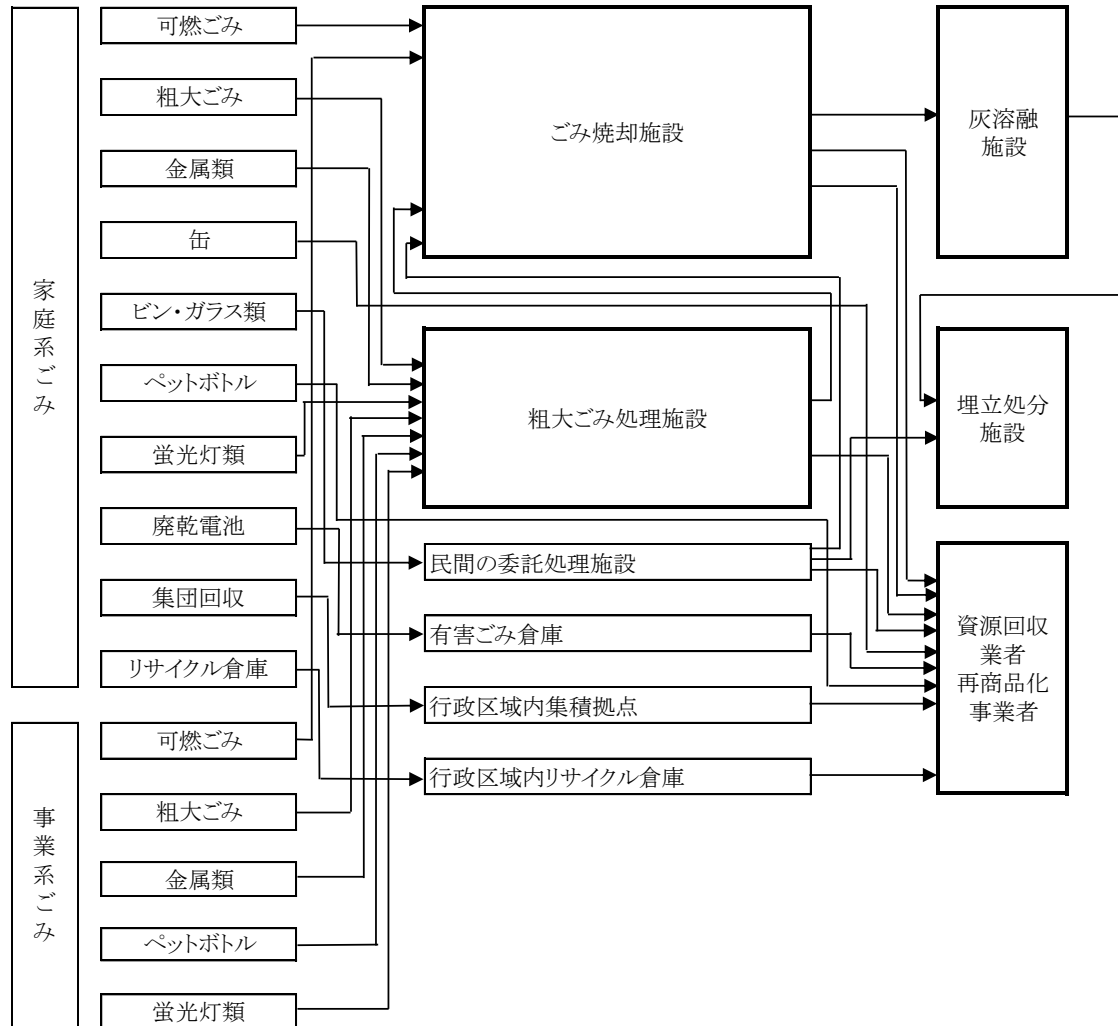 家庭系ごみ
可燃ごみ
粗大ごみ
金属類
缶
ビン・ガラス類
ペットボトル
蛍光灯類
廃乾電池
集団回収
リサイクル倉庫
事業系ごみ
可燃ごみ
粗大ごみ
金属類
ペットボトル
蛍光灯類
ごみ焼却施設
粗大ごみ処理施設
民間の委託処理施設
有害ごみ倉庫
行政区域内集積拠点
行政区域内リサイクル倉庫
灰溶融
施設
埋立処分
施設
資源回収
業者
再商品化
事業者